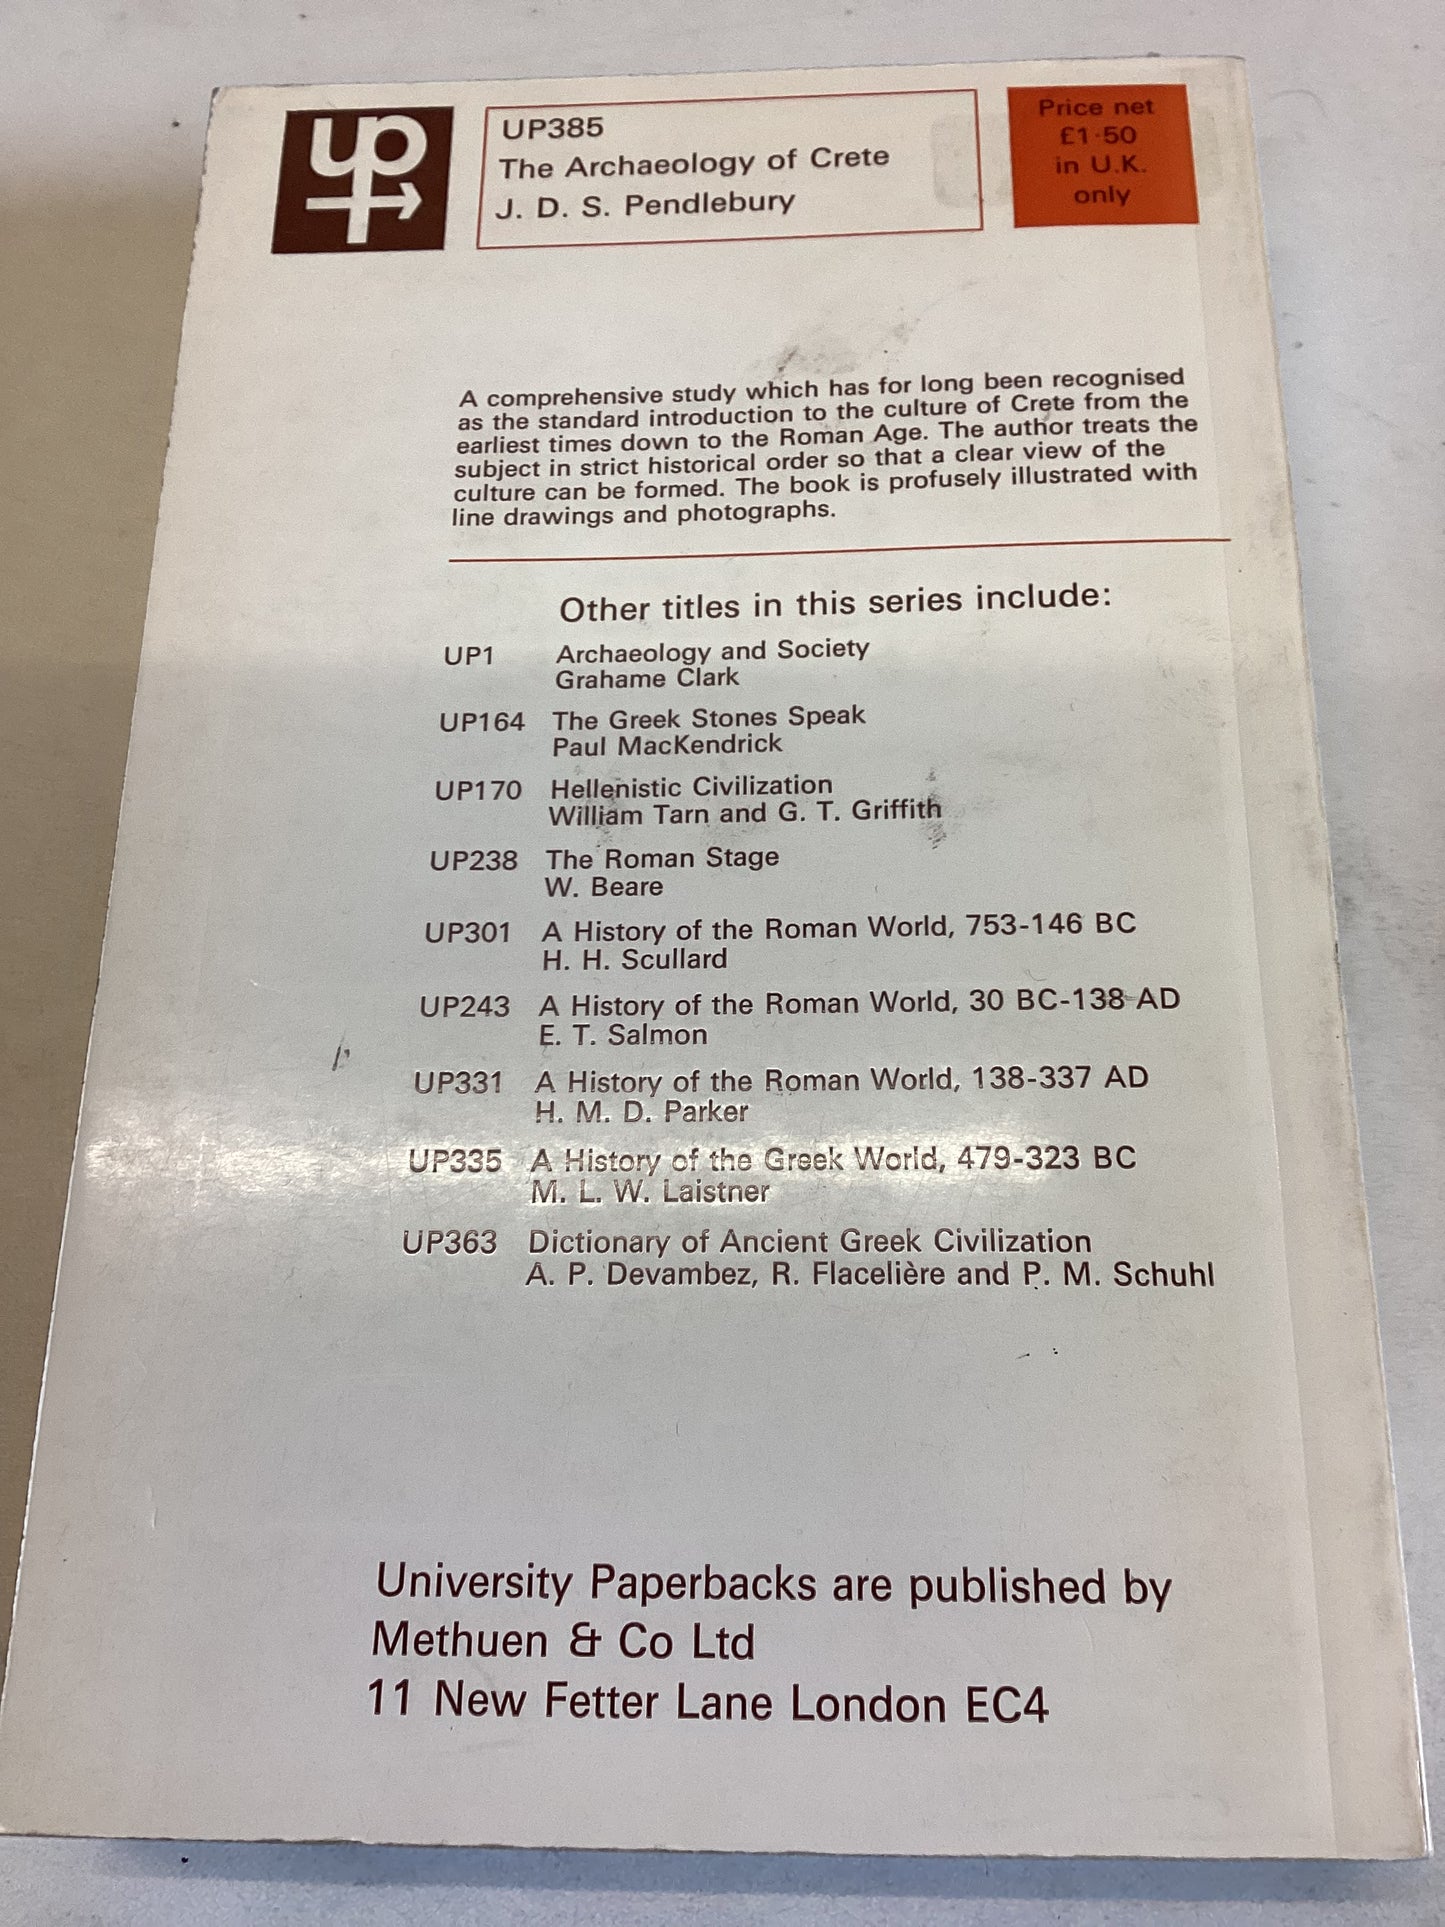 up
UP385
The Archaeology of Crete
J. D. S. Pendlebury
Price net
£1·50
in U.K.
only
A comprehensive study which has for long been recognised
as the standard introduction to the culture of Crete from the
earliest times down to the Roman Age. The author treats the
subject in strict historical order so that a clear view of the
culture can be formed. The book is profusely illustrated with
line drawings and photographs.
Other titles in this series include:
UP1 Archaeology and Society
Grahame Clark
UP164 The Greek Stones Speak
Paul MacKendrick
UP170 Hellenistic Civilization
William Tarn and G. T. Griffith
UP238 The Roman Stage
W. Beare
UP301 A History of the Roman World, 753-146 BC
H. H. Scullard
UP243 A History of the Roman World, 30 BC-138 AD
E. T. Salmon
UP331 A History of the Roman World, 138-337 AD
H. M. D. Parker
UP335 A History of the Greek World, 479-323 BC
M. L. W. Laistner
UP363 Dictionary of Ancient Greek Civilization
A. P. Devambez, R. Flacelière and P. M. Schuhl
University Paperbacks are published by
Methuen & Co Ltd
11 New Fetter Lane London EC4